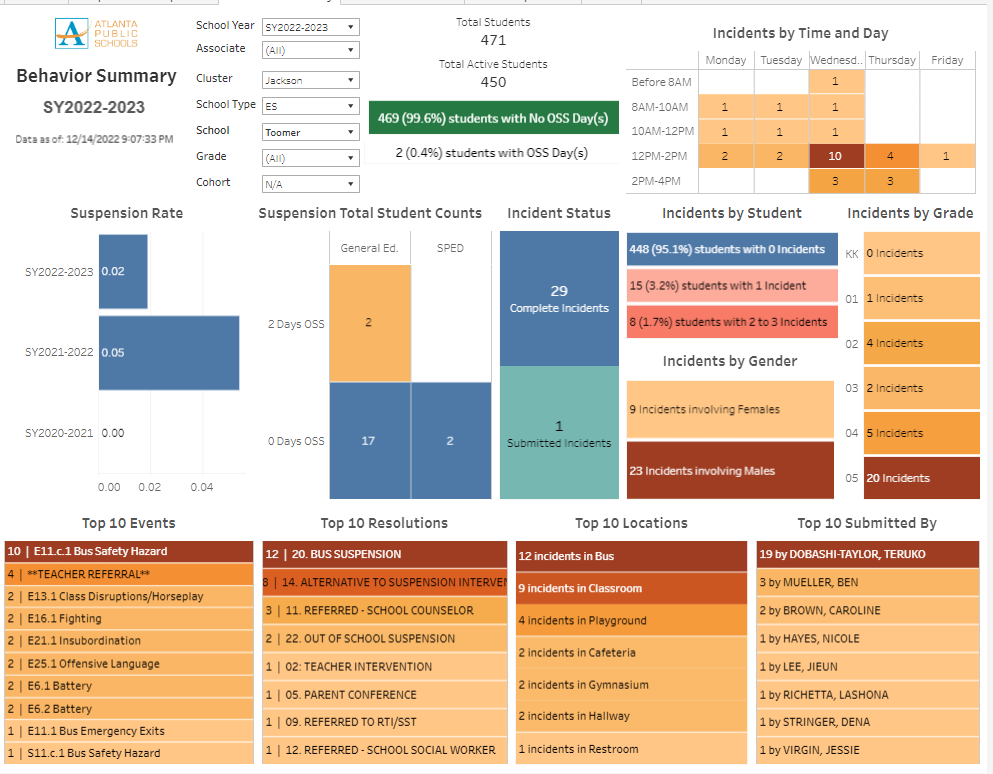 ATLANTA
PUBLIC
SCHOOLS
Behavior Summary
SY2022-2023
Data as of: 12/14/2022 9:07:33 PM
School Year SY2022-2023
Associate (All)
Cluster Jackson
School Type ES
School Toomer
Grade (All)
Cohort N/A
Total Students
471
Total Active Students
450
469 (99.6%) students with No OSS Day(s)
2 (0.4%) students with OSS Day(s)
Incidents by Time and Day
Monday Tuesday Wednesd.. Thursday Friday
Before 8AM 1
8AM-10AM 1 1 1
10AM-12PM 1 1 1
12PM-2PM 2 2 10 4 1
2PM-4PM 3 3
Suspension Rate
SY2022-2023 0.02
SY2021-2022 0.05
SY2020-2021 0.00
0.00 0.02 0.04
Suspension Total Student Counts
General Ed. SPED
2 Days OSS 2
0 Days OSS 17 2
Incident Status
29
Complete Incidents
1
Submitted Incidents
Incidents by Student
448 (95.1%) students with 0 Incidents
15 (3.2%) students with 1 Incident
8 (1.7%) students with 2 to 3 Incidents
Incidents by Gender
9 Incidents involving Females
23 Incidents involving Males
Incidents by Grade
KK 0 Incidents
01 1 Incidents
02 4 Incidents
03 2 Incidents
04 5 Incidents
05 20 Incidents
Top 10 Events
10 | E11.c.1 Bus Safety Hazard
4 | **TEACHER REFERRAL**
2 | E13.1 Class Disruptions/Horseplay
2 | E16.1 Fighting
2 | E21.1 Insubordination
2 | E25.1 Offensive Language
2 | E6.1 Battery
2 | E6.2 Battery
1 | E11.1 Bus Emergency Exits
1 | S11.c.1 Bus Safety Hazard
Top 10 Resolutions
12 | 20. BUS SUSPENSION
8 | 14. ALTERNATIVE TO SUSPENSION INTERVEN
3 | 11. REFERRED - SCHOOL COUNSELOR
2 | 22. OUT OF SCHOOL SUSPENSION
1 | 02: TEACHER INTERVENTION
1 | 05. PARENT CONFERENCE
1 | 09. REFERRED TO RTI/SST
1 | 12. REFERRED - SCHOOL SOCIAL WORKER
Top 10 Locations
12 incidents in Bus
9 incidents in Classroom
4 incidents in Playground
2 incidents in Cafeteria
2 incidents in Gymnasium
2 incidents in Hallway
1 incidents in Restroom
Top 10 Submitted By
19 by DOBASHI-TAYLOR, TERUKO
3 by MUELLER, BEN
2 by BROWN, CAROLINE
1 by HAYES, NICOLE
1 by LEE, JIEUN
1 by RICHETTA, LASHONA
1 by STRINGER, DENA
1 by VIRGIN, JESSIE